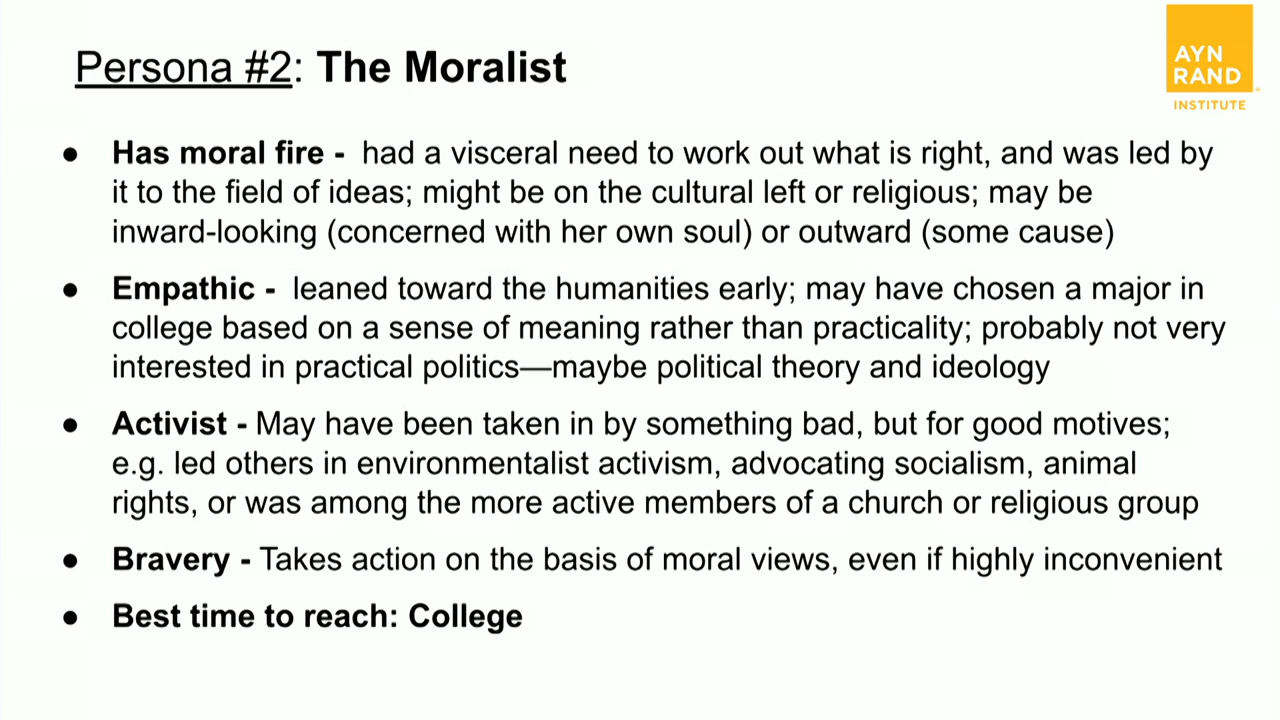 Persona #2: The Moralist
AYN
RAND
INSTITUTE
● Has moral fire - had a visceral need to work out what is right, and was led by
it to the field of ideas; might be on the cultural left or religious; may be
inward-looking (concerned with her own soul) or outward (some cause)
● Empathic - leaned toward the humanities early; may have chosen a major in
college based on a sense of meaning rather than practicality; probably not very
interested in practical politics—maybe political theory and ideology
● Activist - May have been taken in by something bad, but for good motives;
e.g. led others in environmentalist activism, advocating socialism, animal
rights, or was among the more active members of a church or religious group
● Bravery - Takes action on the basis of moral views, even if highly inconvenient
● Best time to reach: College